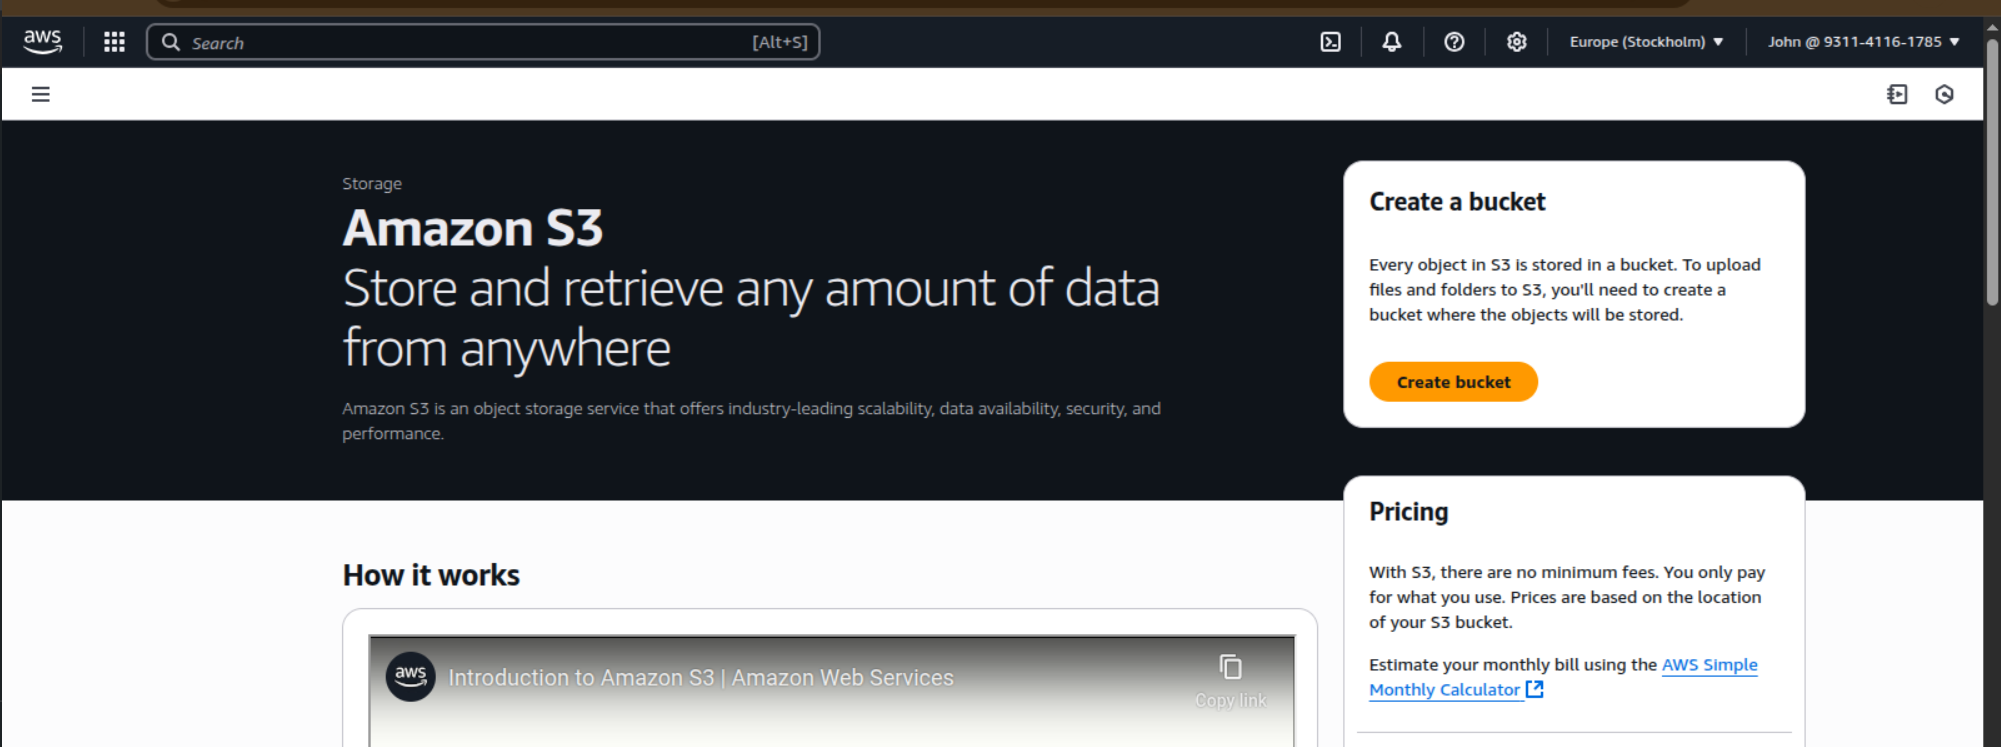 aws
Search
[Alt+S]
Europe (Stockholm)
John @ 9311-4116-1785
Storage
Amazon S3
Store and retrieve any amount of data
from anywhere
Amazon S3 is an object storage service that offers industry-leading scalability, data availability, security, and
performance.
Create a bucket
Every object in S3 is stored in a bucket. To upload
files and folders to S3, you'll need to create a
bucket where the objects will be stored.
Create bucket
How it works
aws
Introduction to Amazon S3 | Amazon Web Services
Copy link
Pricing
With S3, there are no minimum fees. You only pay
for what you use. Prices are based on the location
of your S3 bucket.
Estimate your monthly bill using the AWS Simple
Monthly Calculator